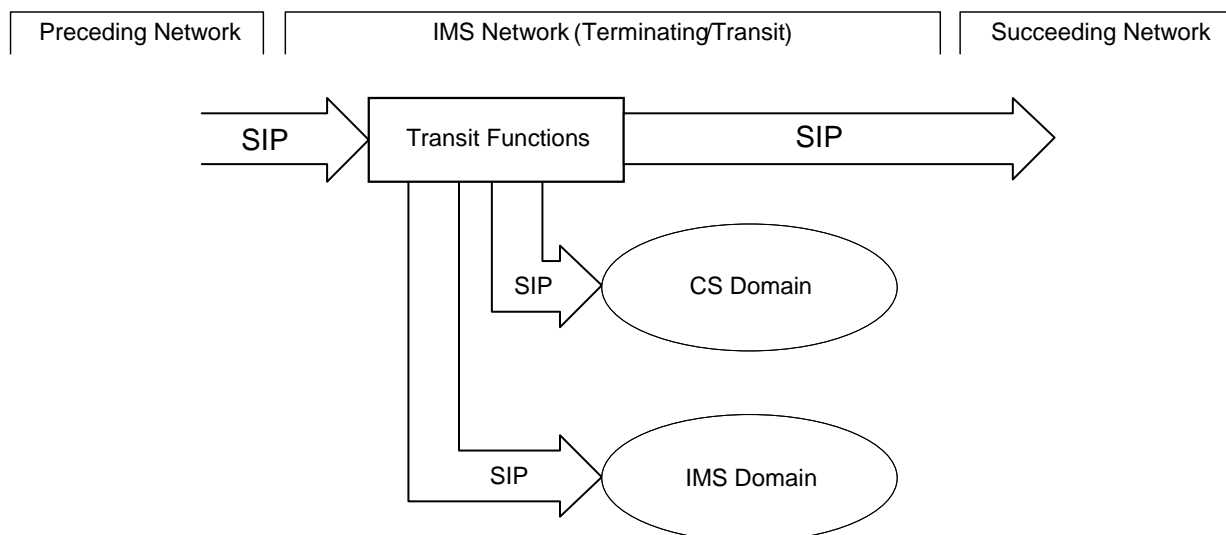 Preceding Network
IMS Network (Terminating/Transit)
Succeeding Network
SIP
Transit Functions
SIP
SIP
CS Domain
SIP
IMS Domain